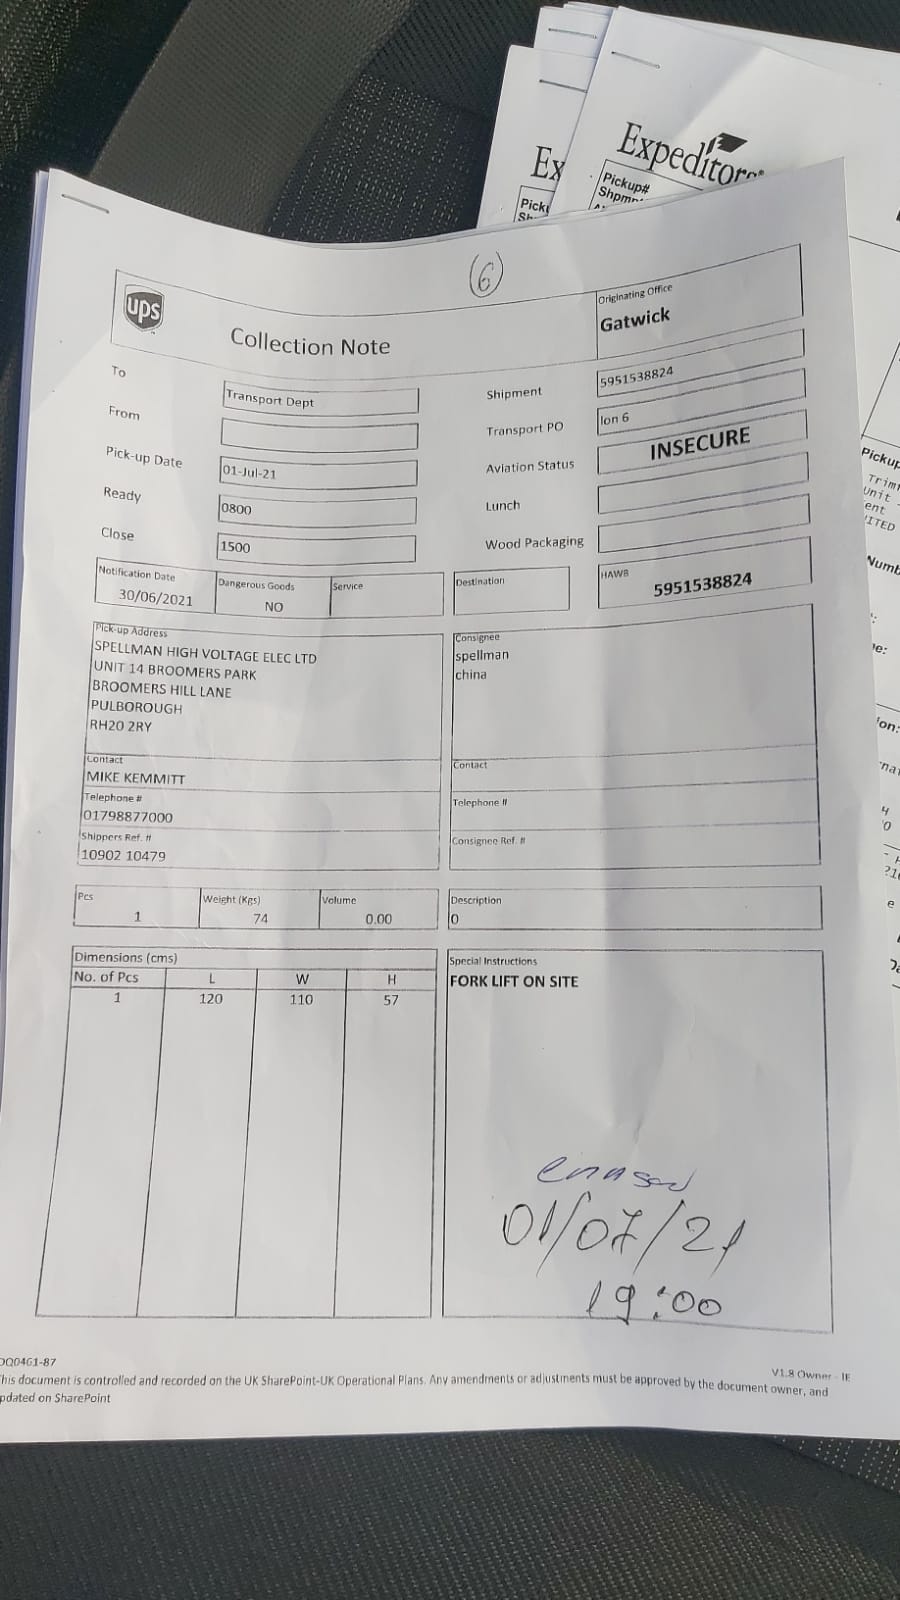 Expeditors
Ex
Pickup#
Shpmn
Pick
Sh
(6)
ups
Collection Note
Originating Office
Gatwick
To
Transport Dept
From
Pick-up Date
01-Jul-21
Ready
0800
Close
1500
Shipment
5951538824
Transport PO
lon 6
Aviation Status
INSECURE
Lunch
Wood Packaging
Notification Date
30/06/2021
Dangerous Goods
NO
Service
Destination
HAWB
5951538824
Pick-up Address
SPELLMAN HIGH VOLTAGE ELEC LTD
UNIT 14 BROOMERS PARK
BROOMERS HILL LANE
PULBOROUGH
RH20 2RY
Contact
MIKE KEMMITT
Telephone #
01798877000
Shippers Ref. #
10902 10479
Consignee
spellman
china
Contact
Telephone #
Consignee Ref. #
Pcs
1
Weight (Kgs)
74
Volume
0.00
Description
0
Dimensions (cms)
No. of Pcs L W H
1 120 110 57
Special Instructions
FORK LIFT ON SITE
01/07/21
19:00
DQ0461-87
V1.8 Owner - IE
This document is controlled and recorded on the UK SharePoint-UK Operational Plans. Any amendments or adjustments must be approved by the document owner, and
pdated on SharePoint
Pickup
Trim
unit
ent
ITED
Numb